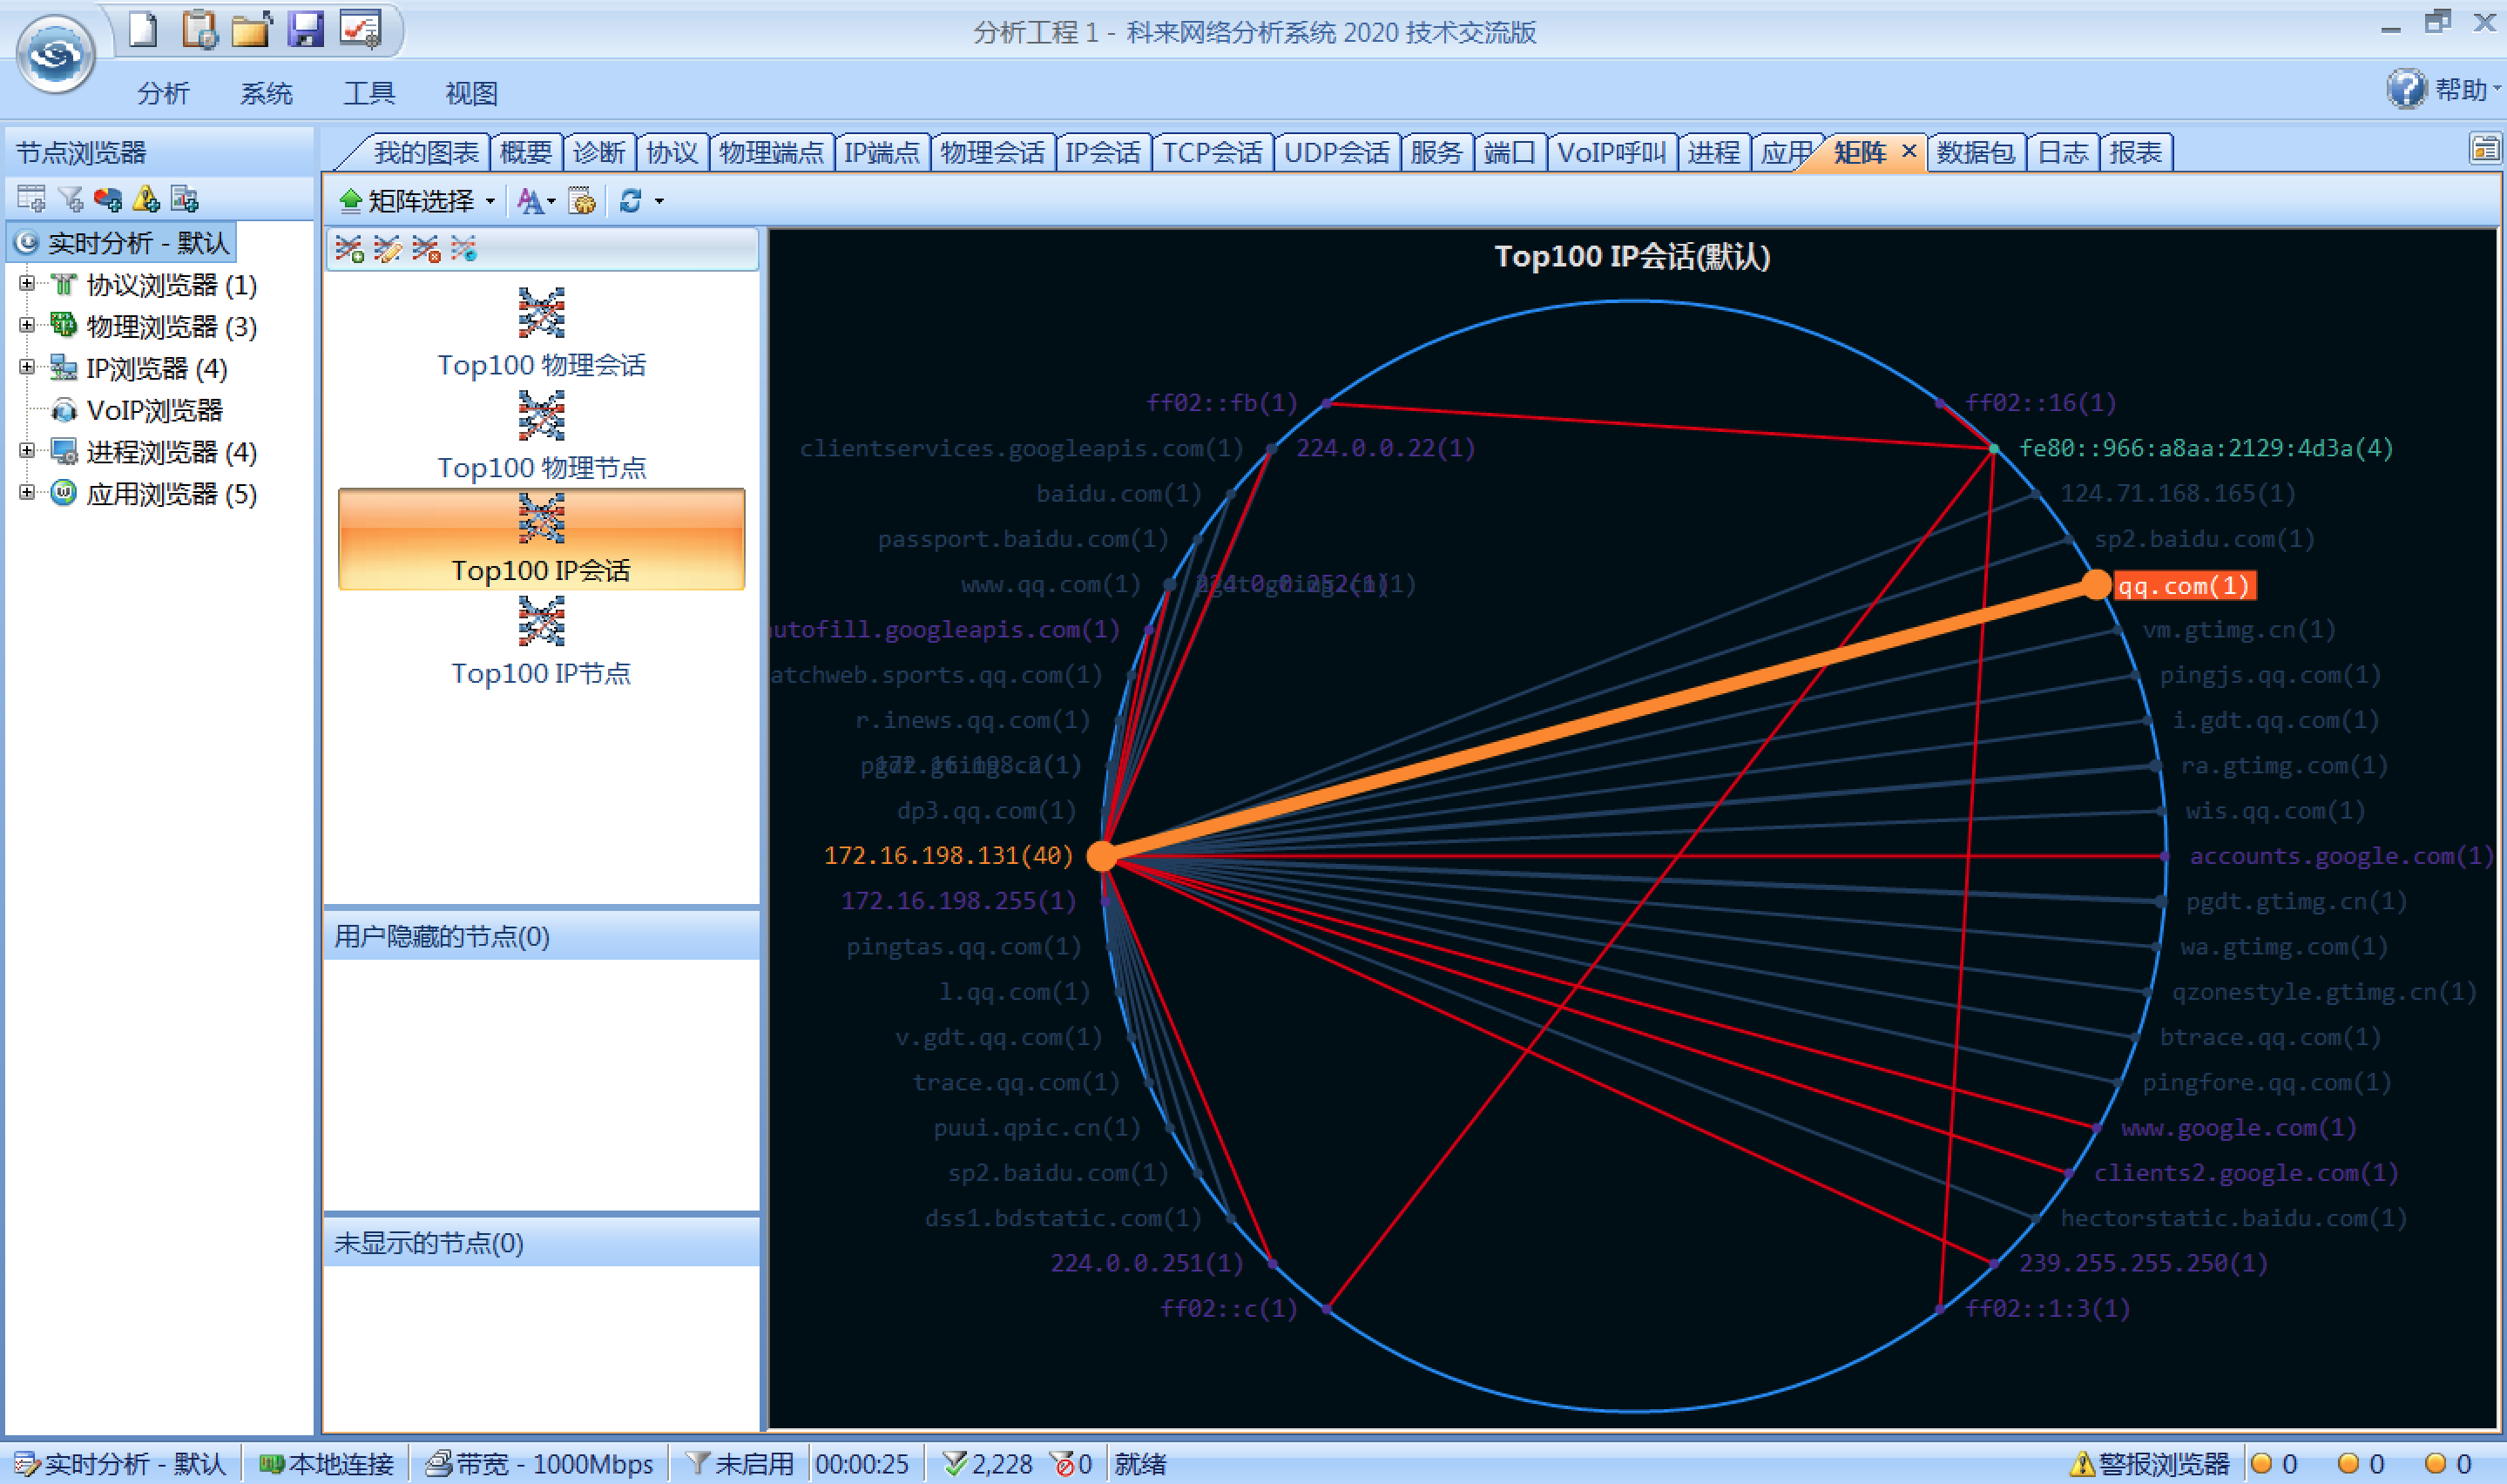 分析工程 1 - 科来网络分析系统 2020 技术交流版
分析 系统 工具 视图
帮助
节点浏览器
我的图表 概要 诊断 协议 物理端点 IP端点 物理会话 IP会话 TCP会话 UDP会话 服务 端口 VoIP呼叫 进程 应用 矩阵 × 数据包 日志 报表
矩阵选择
实时分析 - 默认
协议浏览器 (1)
物理浏览器 (3)
IP浏览器 (4)
VoIP浏览器
进程浏览器 (4)
应用浏览器 (5)
Top100 物理会话
Top100 物理节点
Top100 IP会话
Top100 IP节点
用户隐藏的节点(0)
未显示的节点(0)
Top100 IP会话(默认)
ff02::fb(1)
clientservices.googleapis.com(1)
224.0.0.22(1)
baidu.com(1)
passport.baidu.com(1)
www.qq.com(1)
224.0.0.252(1)
utofill.googleapis.com(1)
atchweb.sports.qq.com(1)
r.inews.qq.com(1)
dp3.qq.com(1)
172.16.198.131(40)
172.16.198.255(1)
pingtas.qq.com(1)
l.qq.com(1)
v.gdt.qq.com(1)
trace.qq.com(1)
puui.qpic.cn(1)
sp2.baidu.com(1)
dss1.bdstatic.com(1)
224.0.0.251(1)
ff02::c(1)
ff02::16(1)
fe80::966:a8aa:2129:4d3a(4)
124.71.168.165(1)
sp2.baidu.com(1)
qq.com(1)
vm.gtimg.cn(1)
pingjs.qq.com(1)
i.gdt.qq.com(1)
ra.gtimg.com(1)
wis.qq.com(1)
accounts.google.com(1)
pgdt.gtimg.cn(1)
wa.gtimg.com(1)
qzonestyle.gtimg.cn(1)
btrace.qq.com(1)
pingfore.qq.com(1)
www.google.com(1)
clients2.google.com(1)
hectorstatic.baidu.com(1)
239.255.255.250(1)
ff02::1:3(1)
实时分析 - 默认 本地连接 带宽 - 1000Mbps 未启用 00:00:25 2,228 0 就绪 警报浏览器 0 0 0